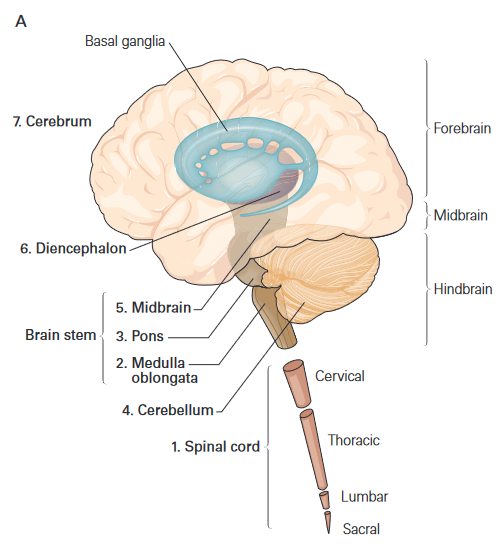 A
Basal ganglia
7. Cerebrum
Forebrain
Midbrain
6. Diencephalon
Hindbrain
5. Midbrain
Brain stem
3. Pons
2. Medulla
oblongata
Cervical
4. Cerebellum
1. Spinal cord
Thoracic
Lumbar
Sacral